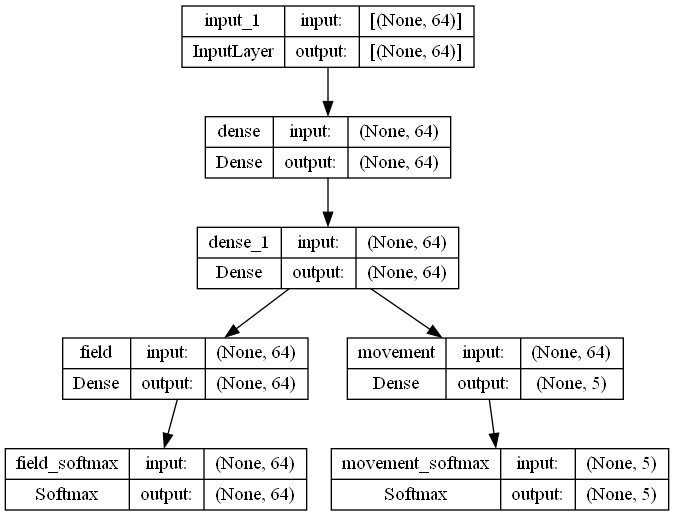 input_1 input: [(None, 64)]
InputLayer output: [(None, 64)]
dense input: (None, 64)
Dense output: (None, 64)
dense_1 input: (None, 64)
Dense output: (None, 64)
field input: (None, 64)
Dense output: (None, 64)
movement input: (None, 64)
Dense output: (None, 5)
field_softmax input: (None, 64)
Softmax output: (None, 64)
movement_softmax input: (None, 5)
Softmax output: (None, 5)